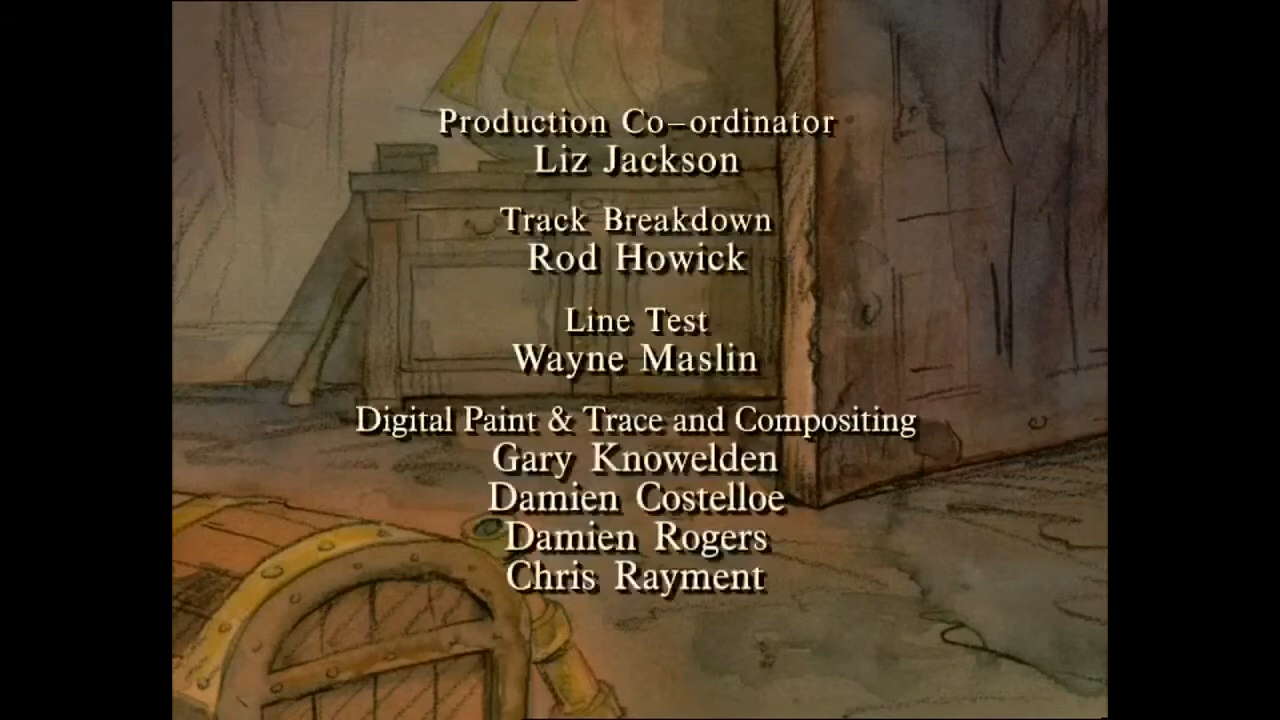 Production Co–ordinator
Liz Jackson
Track Breakdown
Rod Howick
Line Test
Wayne Maslin
Digital Paint & Trace and Compositing
Gary Knowelden
Damien Costelloe
Damien Rogers
Chris Rayment